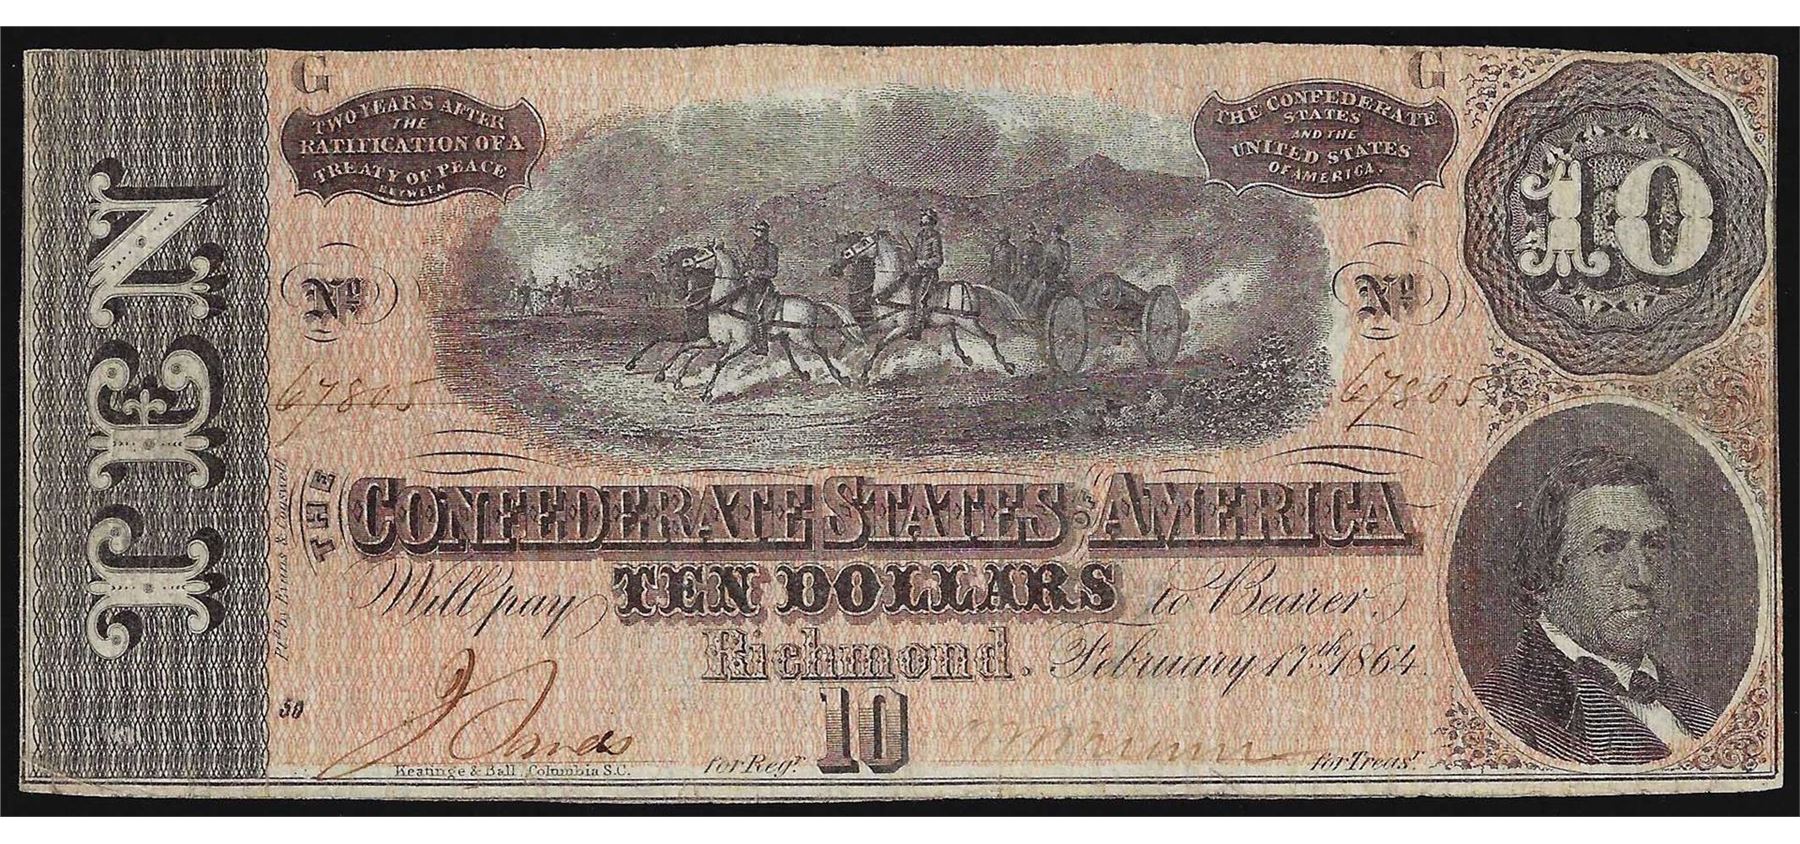 G
G
TWO YEARS AFTER
THE
RATIFICATION OF A
TREATY OF PEACE
BETWEEN
THE CONFEDERATE
STATES
AND THE
UNITED STATES
OF AMERICA.
10
TEN
No
No
67805
67805
THE
CONFEDERATE STATES OF AMERICA
Will pay TEN DOLLARS to Bearer.
Richmond. February 17th, 1864.
50
10
for Regr.
for Treasr.
Keatinge & Ball, Columbia S.C.